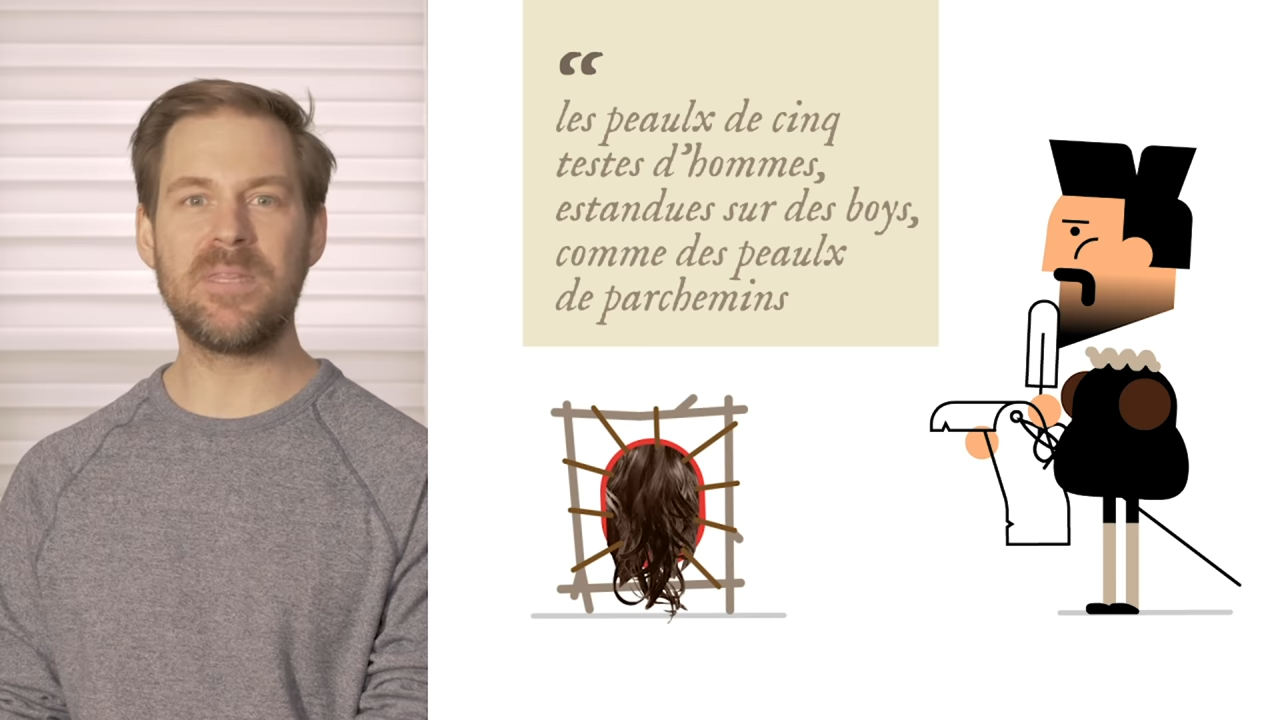 “
les peaulx de cinq
testes d’hommes,
estandues sur des boys,
comme des peaulx
de parchemins